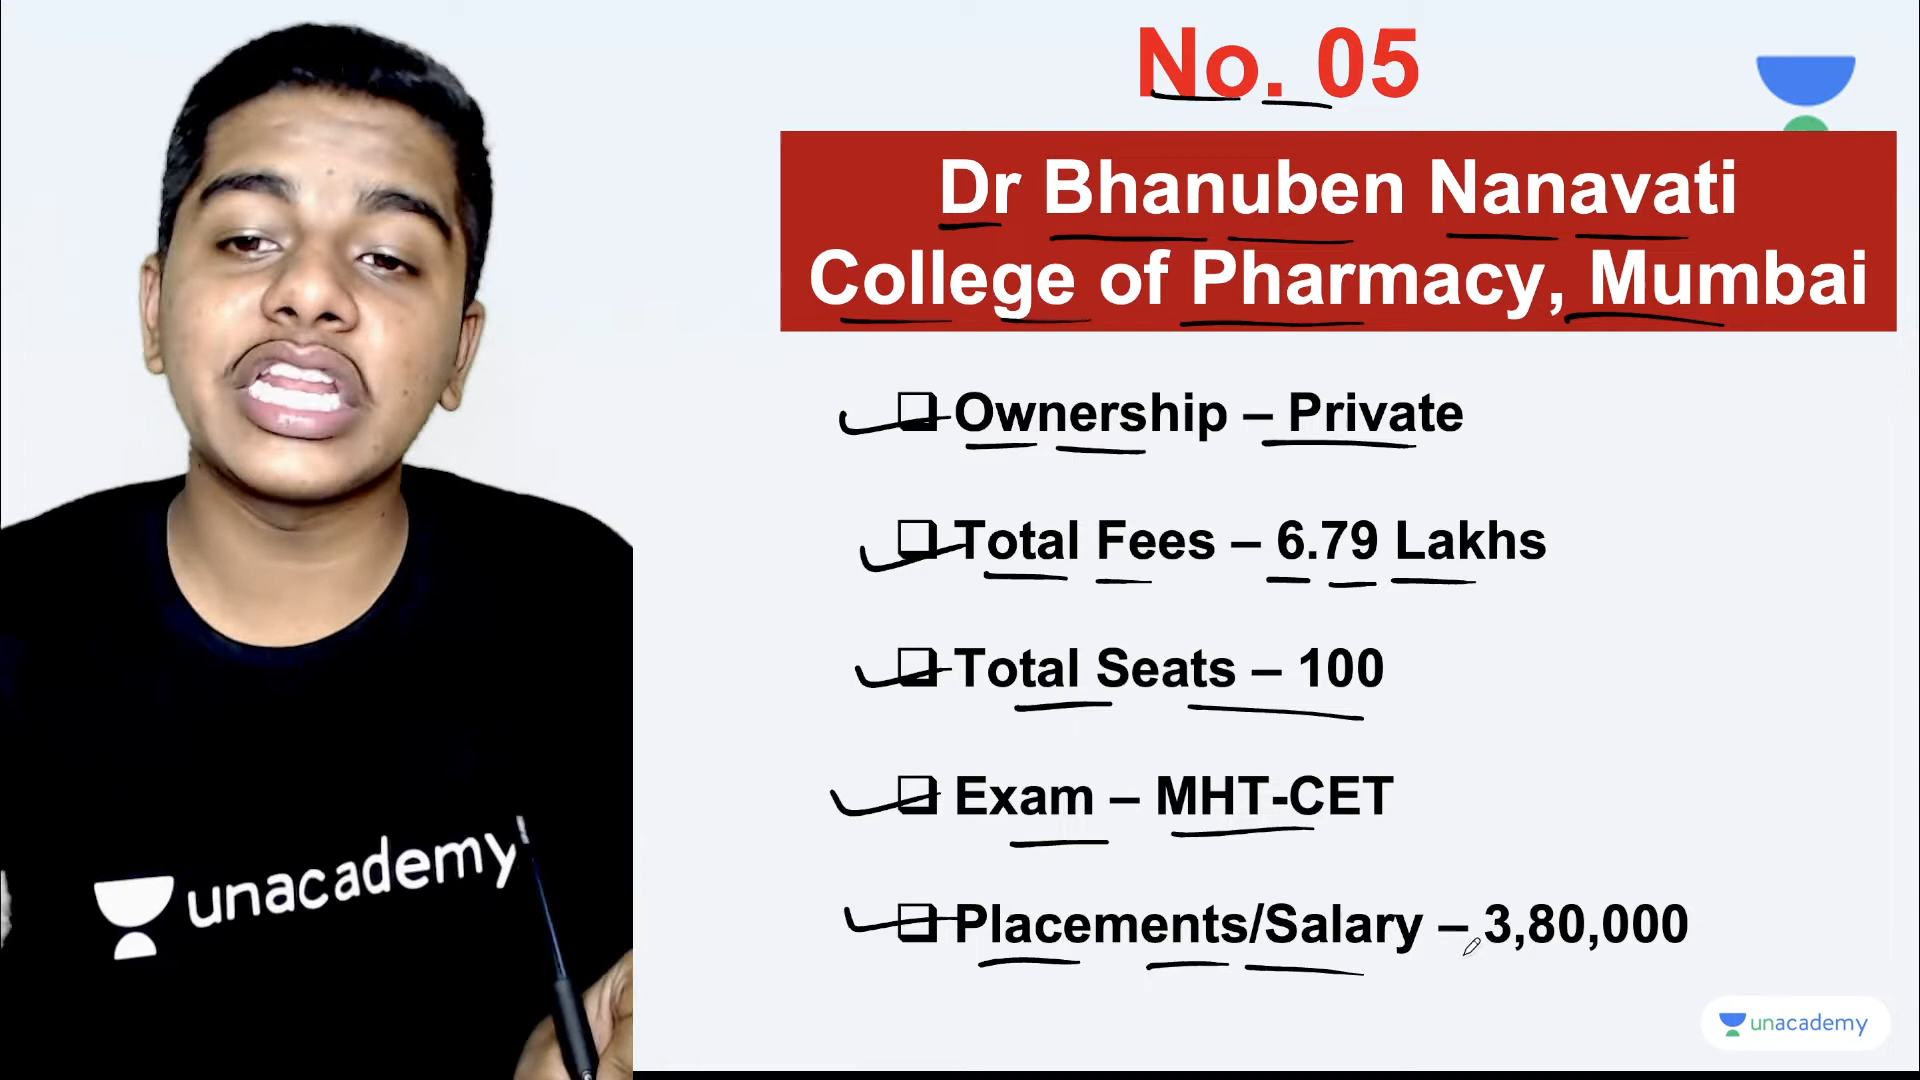 No. 05
Dr Bhanuben Nanavati
College of Pharmacy, Mumbai
Ownership – Private
Total Fees – 6.79 Lakhs
Total Seats – 100
Exam – MHT-CET
Placements/Salary – 3,80,000
unacademy
unacademy